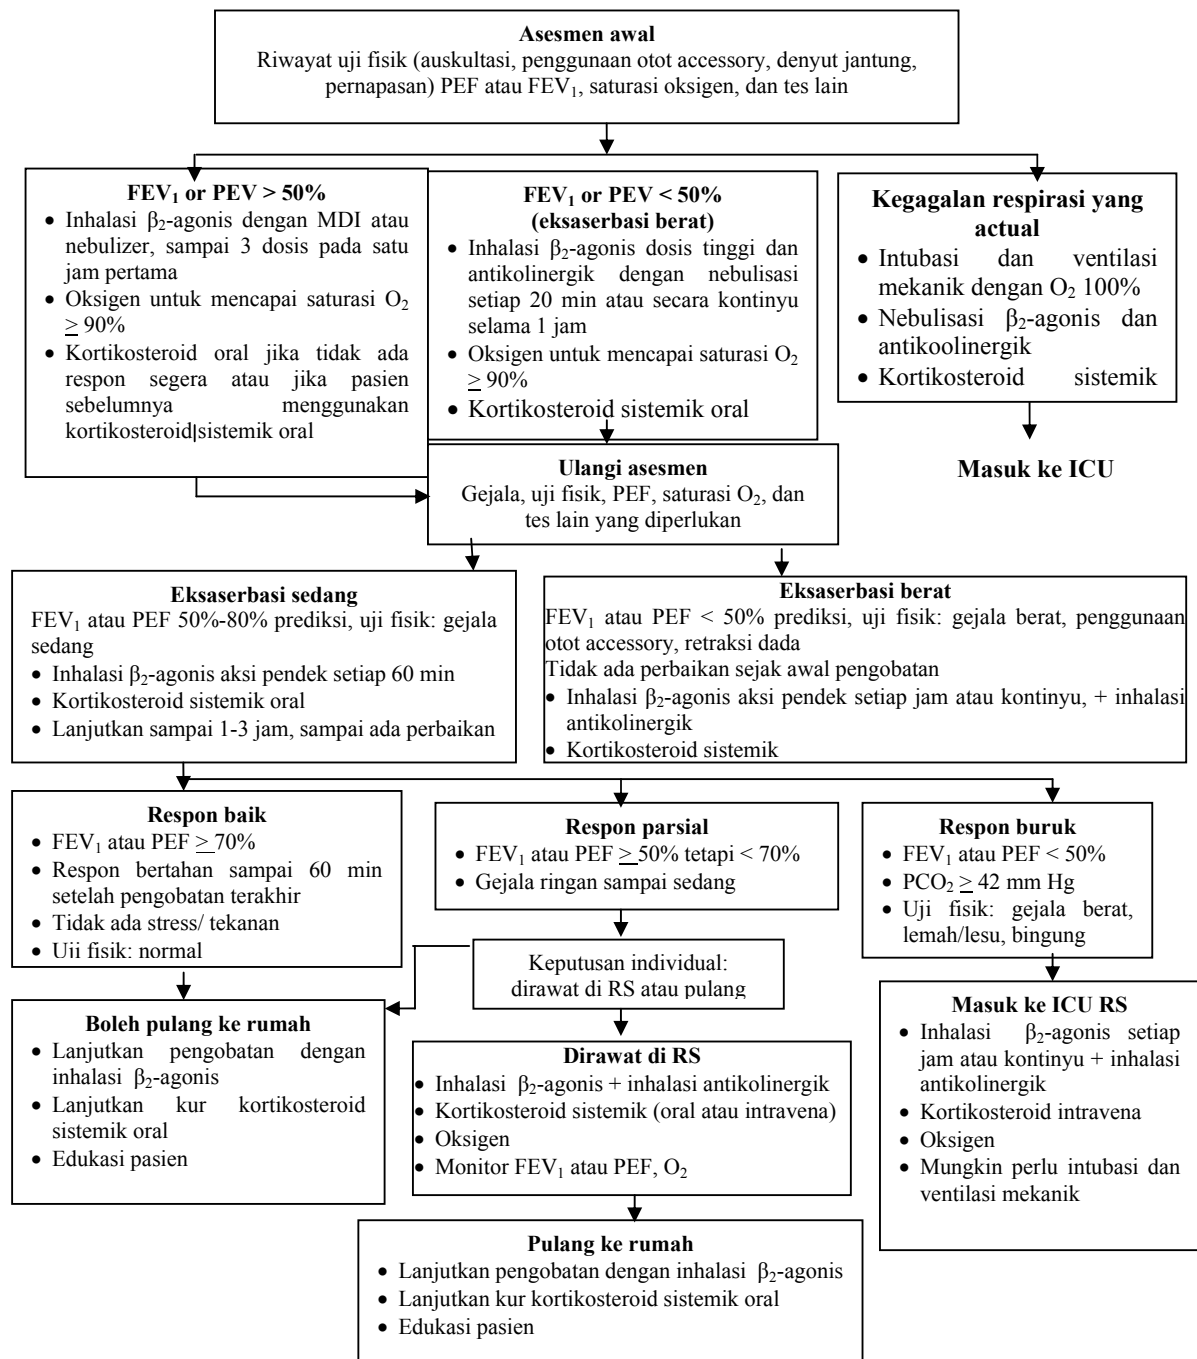 Asesmen awal
Riwayat uji fisik (auskultasi, penggunaan otot accessory, denyut jantung,
pernapasan) PEF atau FEV₁, saturasi oksigen, dan tes lain
FEV₁ or PEV > 50%
• Inhalasi β₂-agonis dengan MDI atau
nebulizer, sampai 3 dosis pada satu
jam pertama
• Oksigen untuk mencapai saturasi O₂
≥ 90%
• Kortikosteroid oral jika tidak ada
respon segera atau jika pasien
sebelumnya menggunakan
kortikosteroid|sistemik oral
FEV₁ or PEV < 50%
(eksaserbasi berat)
• Inhalasi β₂-agonis dosis tinggi dan
antikolinergik dengan nebulisasi
setiap 20 min atau secara kontinyu
selama 1 jam
• Oksigen untuk mencapai saturasi O₂
≥ 90%
• Kortikosteroid sistemik oral
Kegagalan respirasi yang
actual
• Intubasi dan ventilasi
mekanik dengan O₂ 100%
• Nebulisasi β₂-agonis dan
antikoolinergik
• Kortikosteroid sistemik
Masuk ke ICU
Ulangi asesmen
Gejala, uji fisik, PEF, saturasi O₂, dan
tes lain yang diperlukan
Eksaserbasi sedang
FEV₁ atau PEF 50%-80% prediksi, uji fisik: gejala
sedang
• Inhalasi β₂-agonis aksi pendek setiap 60 min
• Kortikosteroid sistemik oral
• Lanjutkan sampai 1-3 jam, sampai ada perbaikan
Eksaserbasi berat
FEV₁ atau PEF < 50% prediksi, uji fisik: gejala berat, penggunaan
otot accessory, retraksi dada
Tidak ada perbaikan sejak awal pengobatan
• Inhalasi β₂-agonis aksi pendek setiap jam atau kontinyu, + inhalasi
antikolinergik
• Kortikosteroid sistemik
Respon baik
• FEV₁ atau PEF ≥ 70%
• Respon bertahan sampai 60 min
setelah pengobatan terakhir
• Tidak ada stress/ tekanan
• Uji fisik: normal
Respon parsial
• FEV₁ atau PEF ≥ 50% tetapi < 70%
• Gejala ringan sampai sedang
Respon buruk
• FEV₁ atau PEF < 50%
• PCO₂ ≥ 42 mm Hg
• Uji fisik: gejala berat,
lemah/lesu, bingung
Keputusan individual:
dirawat di RS atau pulang
Boleh pulang ke rumah
• Lanjutkan pengobatan dengan
inhalasi β₂-agonis
• Lanjutkan kur kortikosteroid
sistemik oral
• Edukasi pasien
Dirawat di RS
• Inhalasi β₂-agonis + inhalasi antikolinergik
• Kortikosteroid sistemik (oral atau intravena)
• Oksigen
• Monitor FEV₁ atau PEF, O₂
Masuk ke ICU RS
• Inhalasi β₂-agonis setiap
jam atau kontinyu + inhalasi
antikolinergik
• Kortikosteroid intravena
• Oksigen
• Mungkin perlu intubasi dan
ventilasi mekanik
Pulang ke rumah
• Lanjutkan pengobatan dengan inhalasi β₂-agonis
• Lanjutkan kur kortikosteroid sistemik oral
• Edukasi pasien